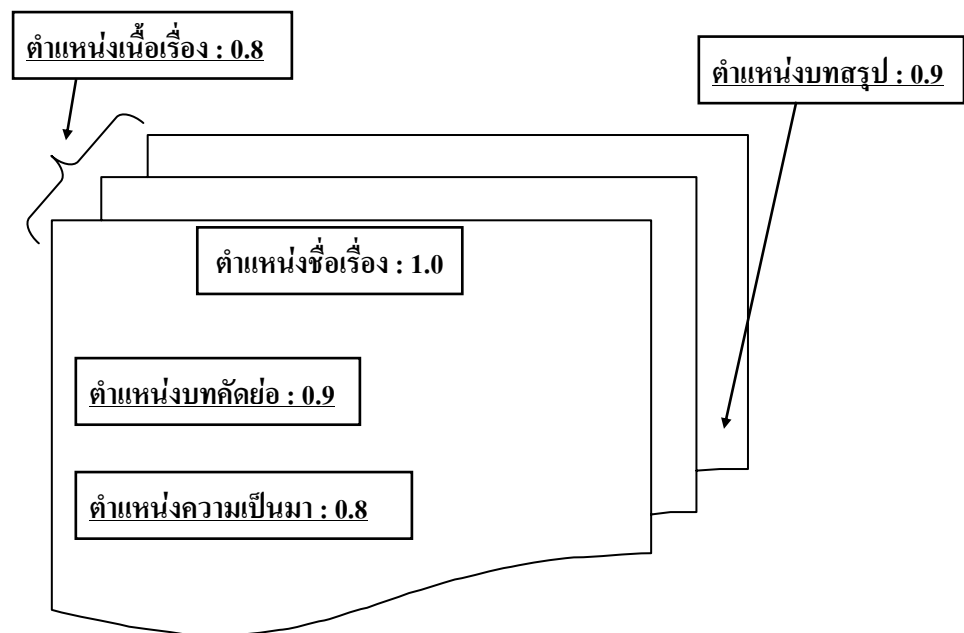 ตำแหน่งเนื้อเรื่อง : 0.8
ตำแหน่งบทสรุป : 0.9
ตำแหน่งชื่อเรื่อง : 1.0
ตำแหน่งบทคัดย่อ : 0.9
ตำแหน่งความเป็นมา : 0.8